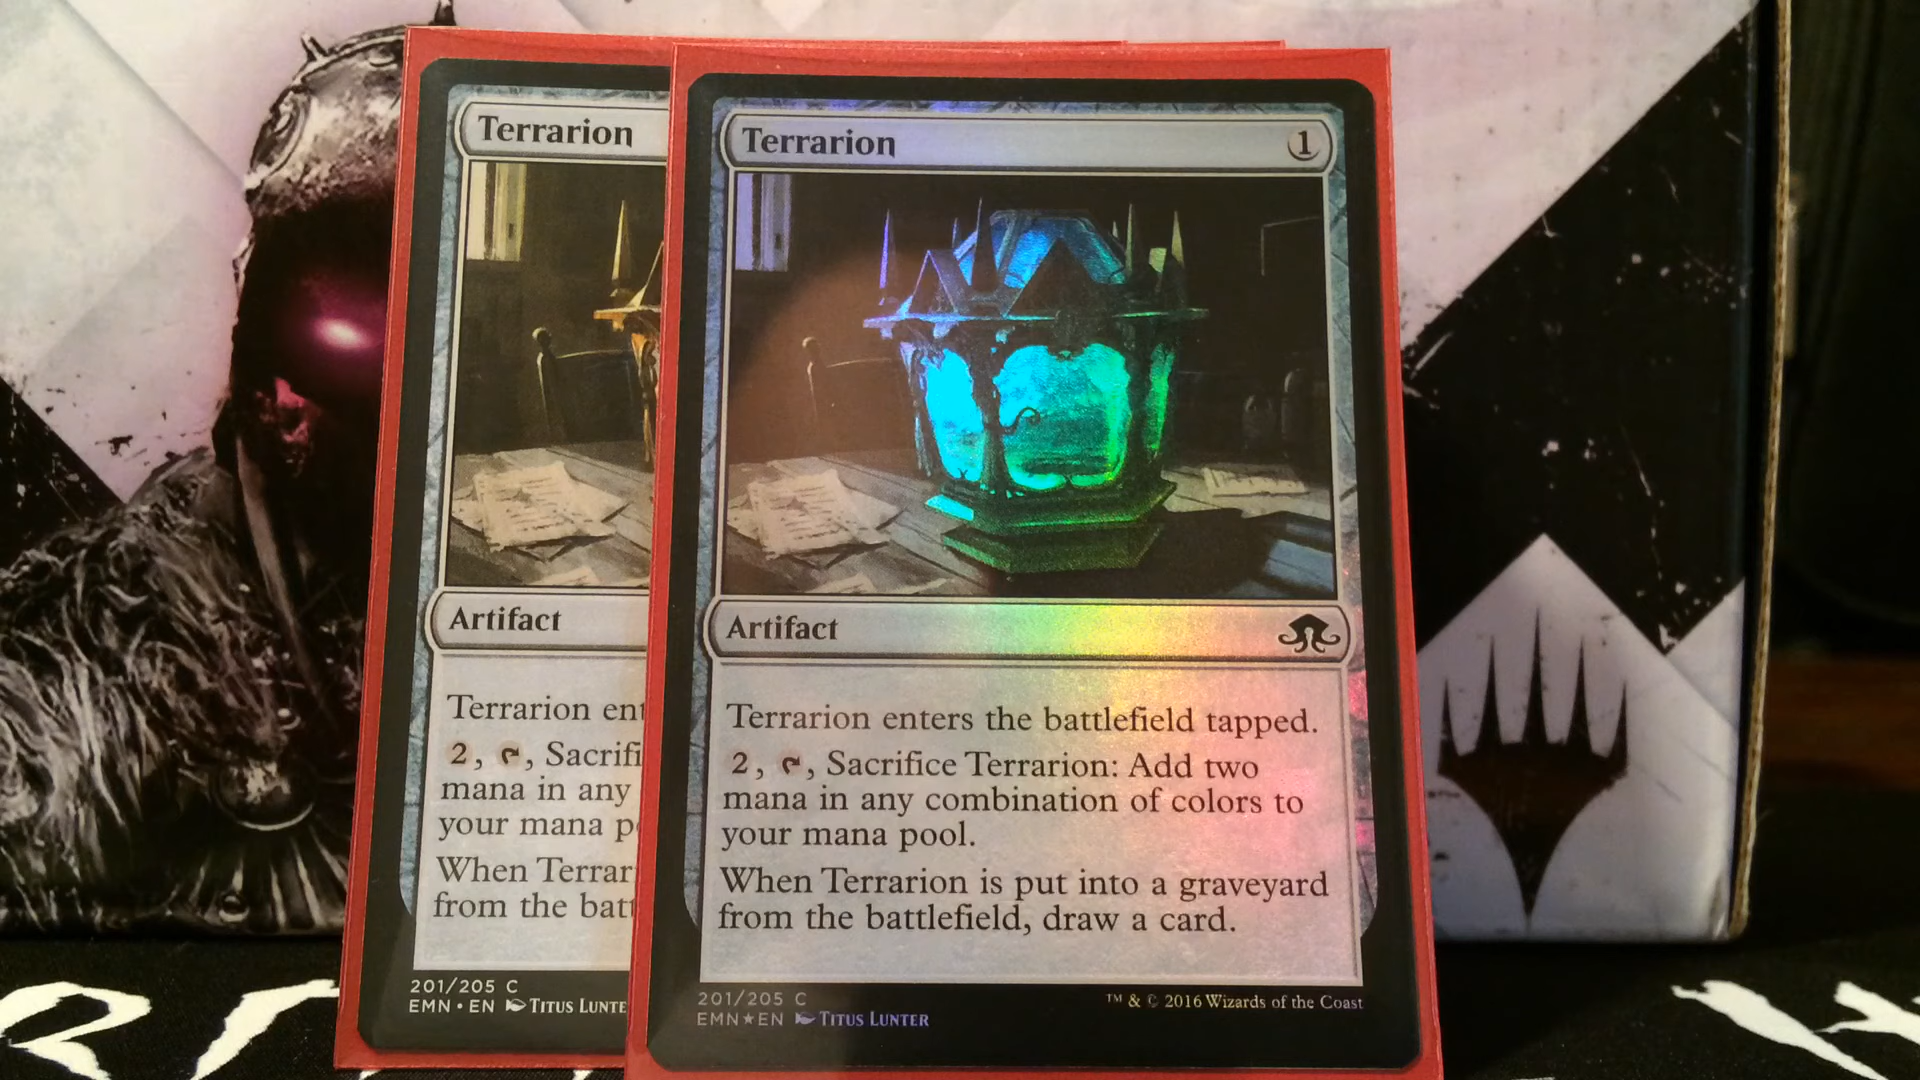 Terrarion
Artifact
Terrarion ent
2, , Sacrifi
mana in any
your mana p
When Terrar
from the batt
201/205 C
EMN • EN TITUS LUNTE
Terrarion 1
Artifact
Terrarion enters the battlefield tapped.
2, , Sacrifice Terrarion: Add two
mana in any combination of colors to
your mana pool.
When Terrarion is put into a graveyard
from the battlefield, draw a card.
201/205 C
EMN★EN TITUS LUNTER
™ & © 2016 Wizards of the Coast